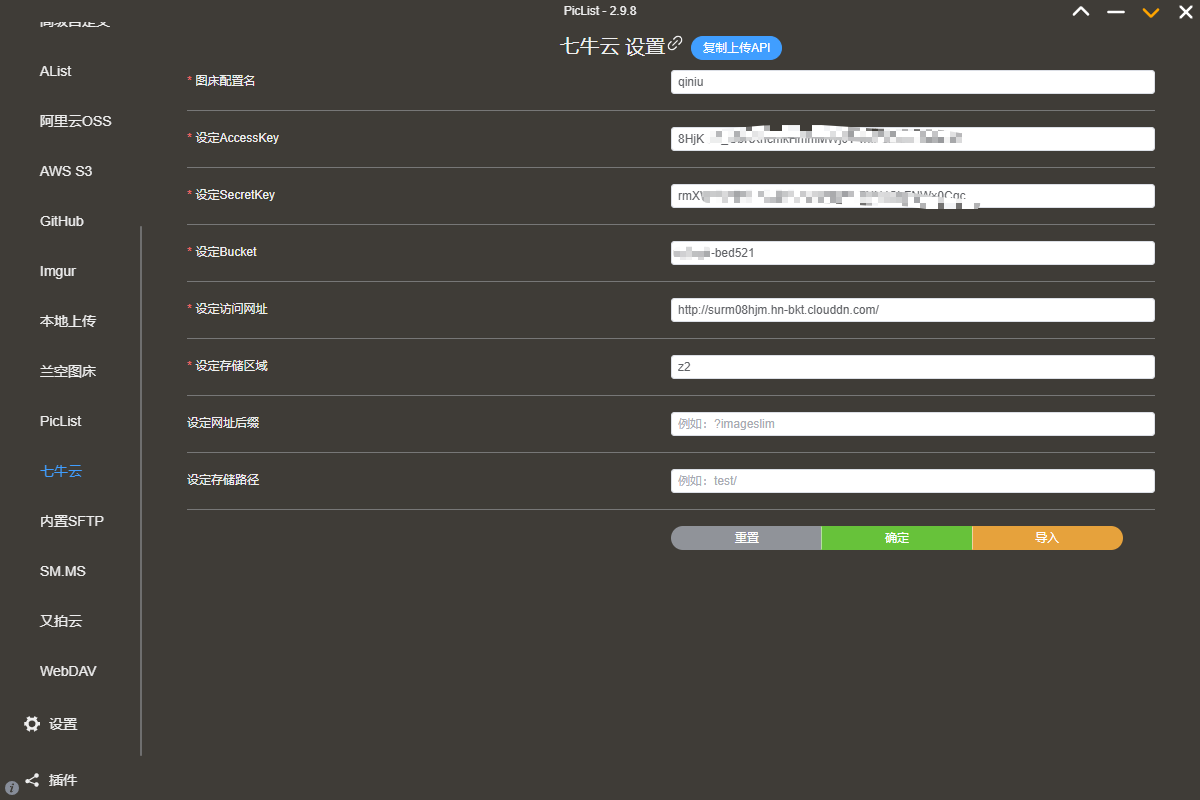 PicList - 2.9.8
七牛云 设置
复制上传API
AList
阿里云OSS
AWS S3
GitHub
Imgur
本地上传
兰空图床
PicList
七牛云
内置SFTP
SM.MS
又拍云
WebDAV
设置
插件
* 图床配置名
qiniu
* 设定AccessKey
8HjK
* 设定SecretKey
rmX
* 设定Bucket
-bed521
* 设定访问网址
http://surm08hjm.hn-bkt.clouddn.com/
* 设定存储区域
z2
设定网址后缀
例如：?imageslim
设定存储路径
例如：test/
重置
确定
导入